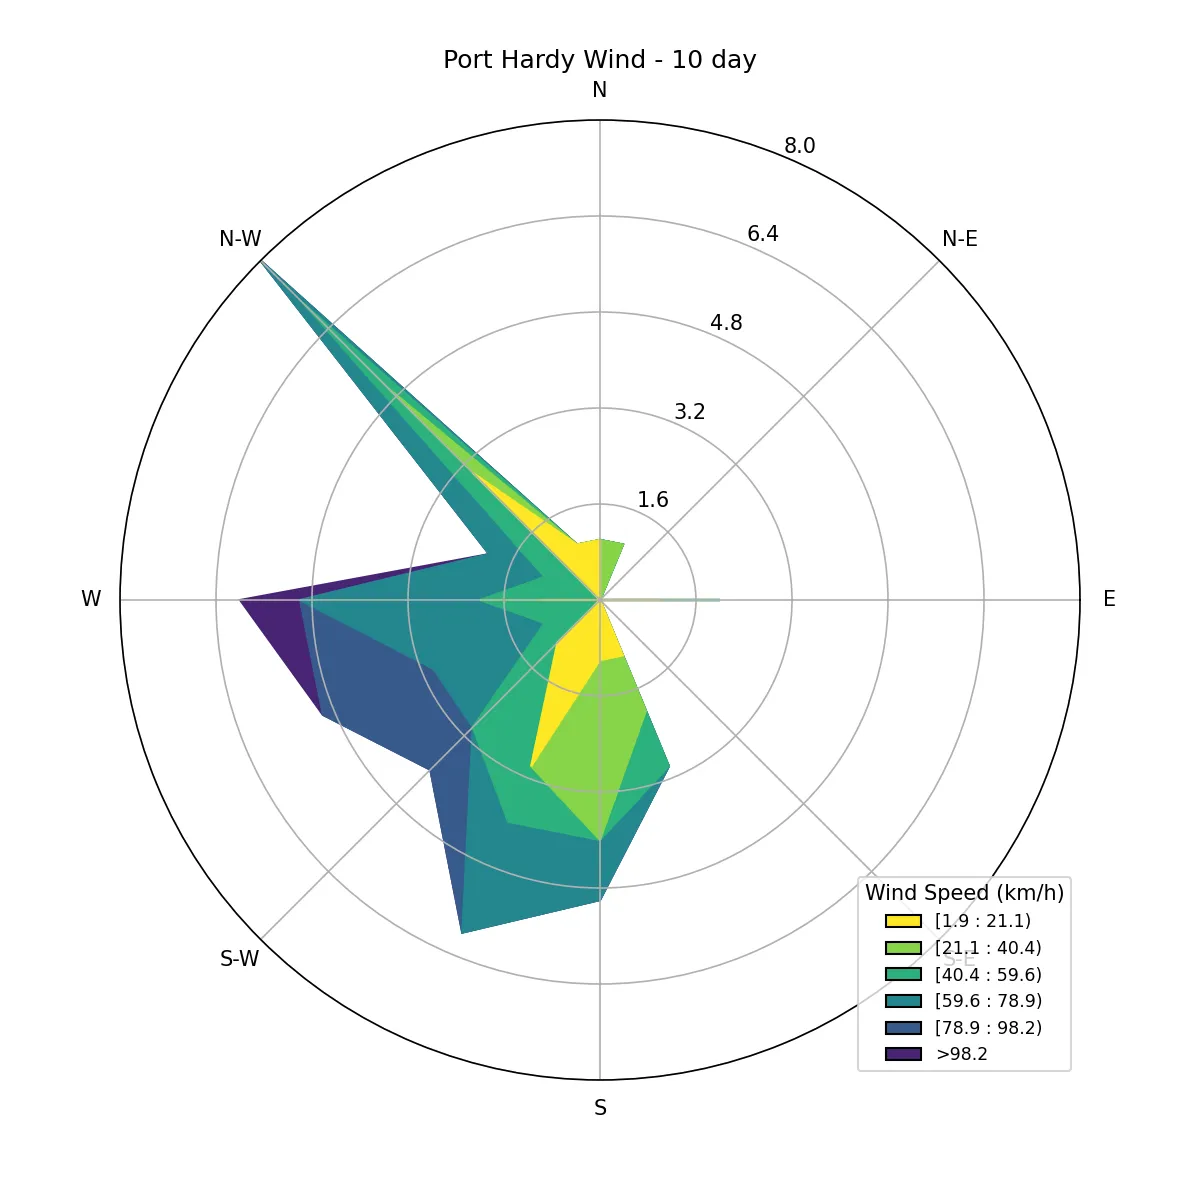 Port Hardy Wind - 10 day
N
8.0
N-W
6.4
N-E
4.8
3.2
1.6
W
E
Wind Speed (km/h)
[1.9 : 21.1)
[21.1 : 40.4)
S-W
S-E
[40.4 : 59.6)
[59.6 : 78.9)
[78.9 : 98.2)
>98.2
S